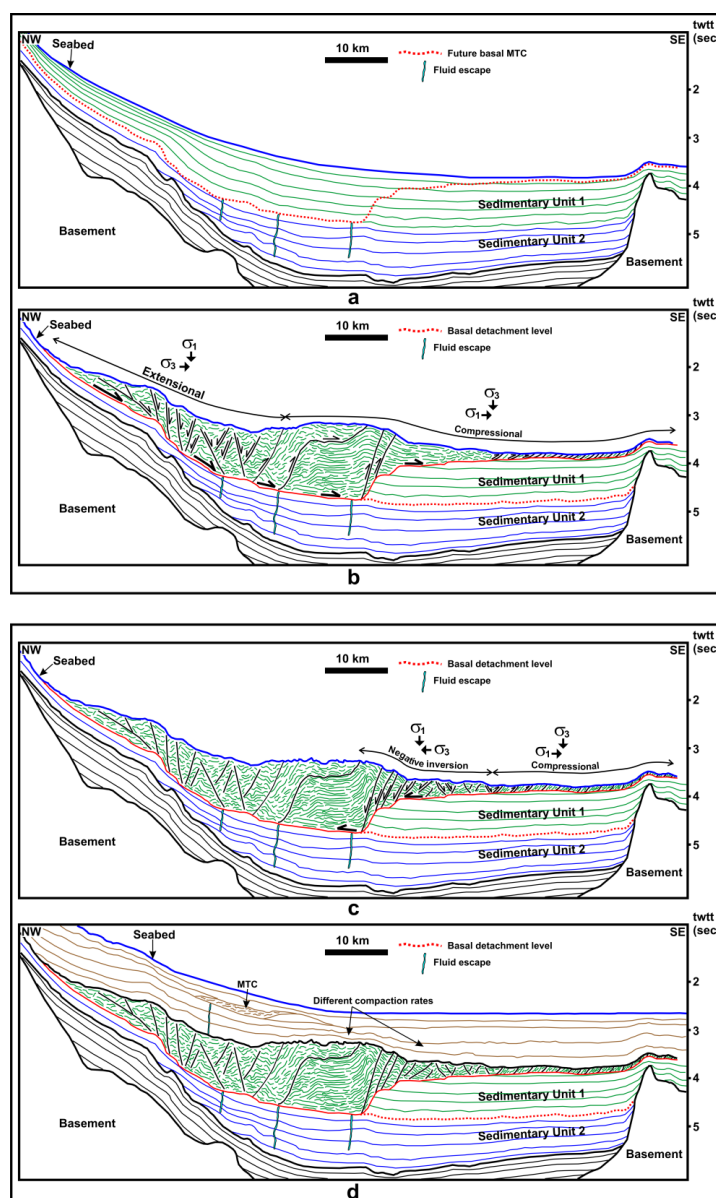 twtt
NW
Seabed
10 km
Future basal MTC
Fluid escape
SE
(sec)
2
3
4
5
Sedimentary Unit 1
Sedimentary Unit 2
Basement
Basement
a
twtt
NW
Seabed
σ1
σ3
Extensional
10 km
Basal detachment level
Fluid escape
SE
(sec)
σ3
σ1
Compressional
2
3
4
5
Sedimentary Unit 1
Sedimentary Unit 2
Basement
Basement
b
twtt
NW
Seabed
10 km
Basal detachment level
Fluid escape
SE
(sec)
σ1
σ3
Negative inversion
σ3
σ1
Compressional
2
3
4
5
Sedimentary Unit 1
Sedimentary Unit 2
Basement
Basement
c
twtt
NW
Seabed
10 km
Basal detachment level
Fluid escape
SE
(sec)
MTC
Different compaction rates
2
3
4
5
Sedimentary Unit 1
Sedimentary Unit 2
Basement
Basement
d